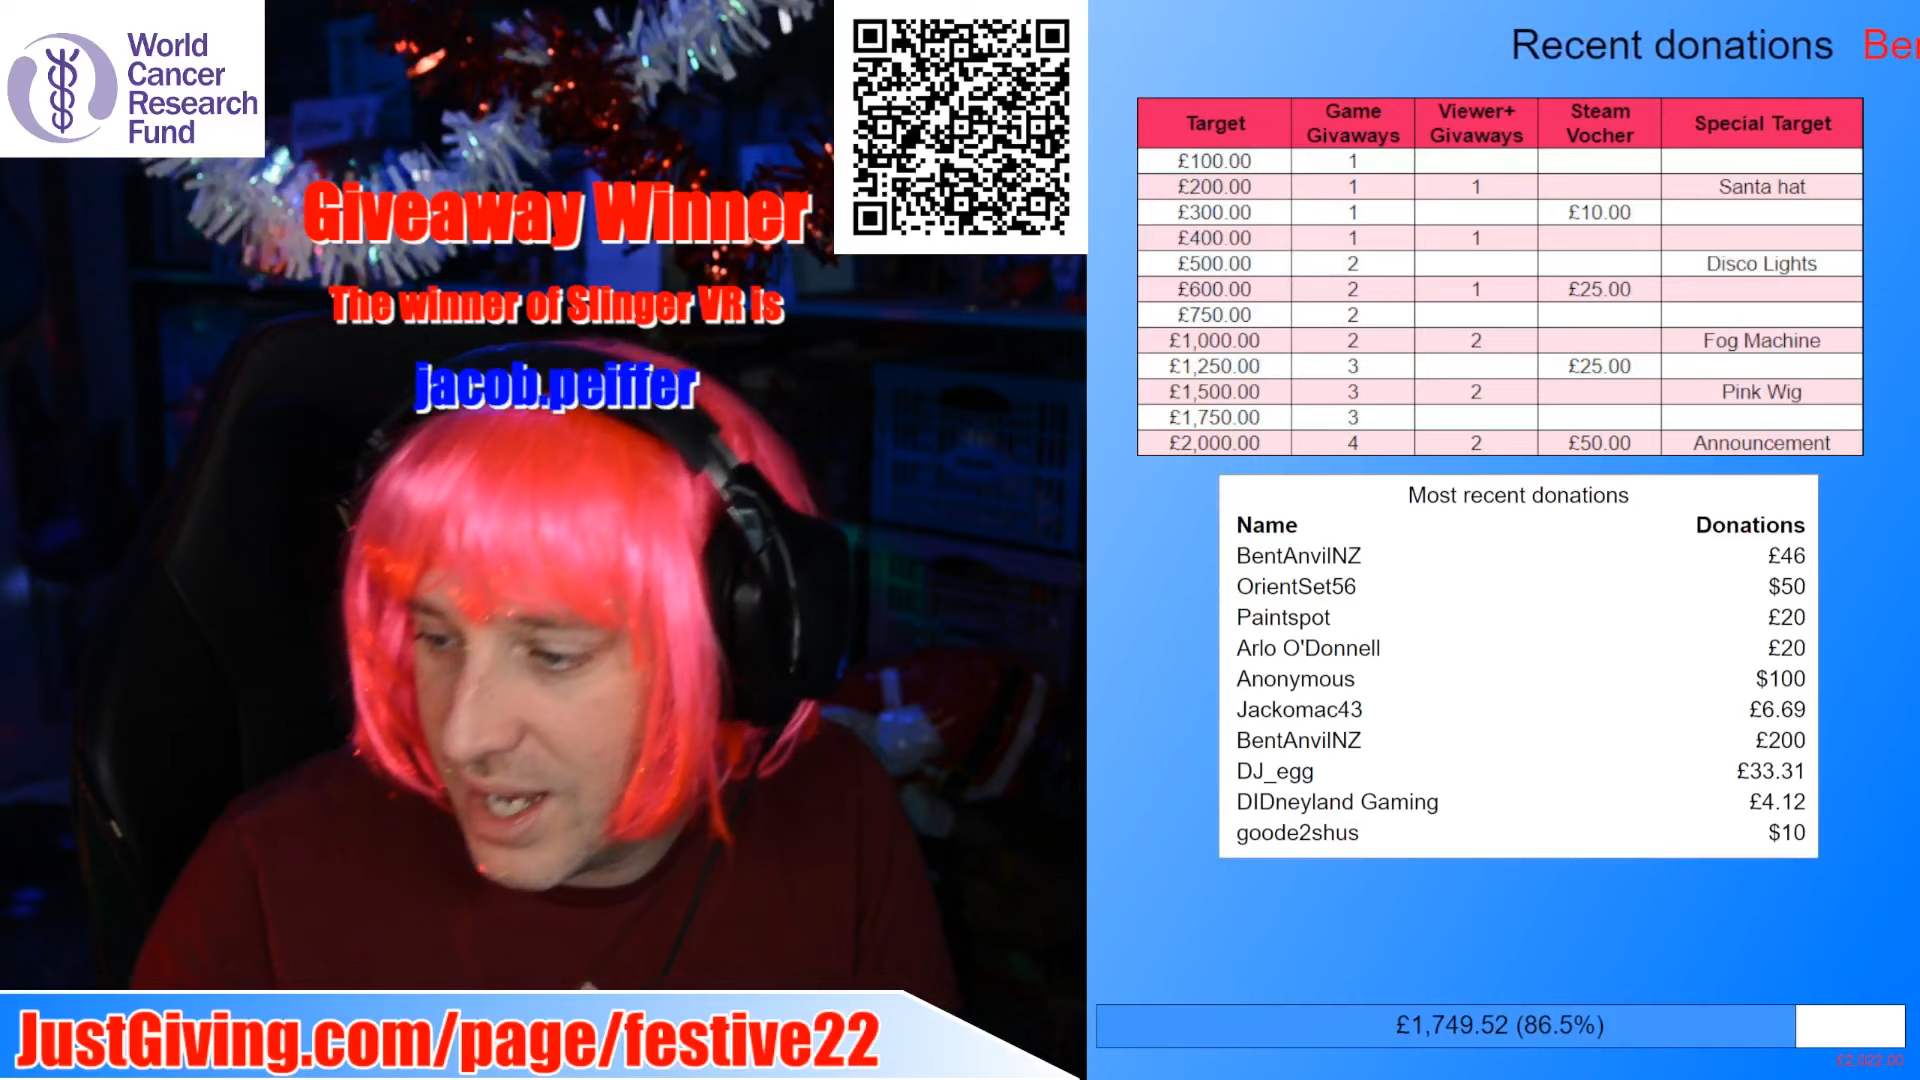 World
Cancer
Research
Fund
Giveaway Winner
The winner of Slinger VR is
jacob.peiffer
JustGiving.com/page/festive22
Recent donations Ber
Target Game Givaways Viewer+ Givaways Steam Vocher Special Target
£100.00 1
£200.00 1 1 Santa hat
£300.00 1 £10.00
£400.00 1 1
£500.00 2 Disco Lights
£600.00 2 1 £25.00
£750.00 2
£1,000.00 2 2 Fog Machine
£1,250.00 3 £25.00
£1,500.00 3 2 Pink Wig
£1,750.00 3
£2,000.00 4 2 £50.00 Announcement
Most recent donations
Name Donations
BentAnvilNZ £46
OrientSet56 $50
Paintspot £20
Arlo O'Donnell £20
Anonymous $100
Jackomac43 £6.69
BentAnvilNZ £200
DJ_egg £33.31
DIDneyland Gaming £4.12
goode2shus $10
£1,749.52 (86.5%)
£2,022.00